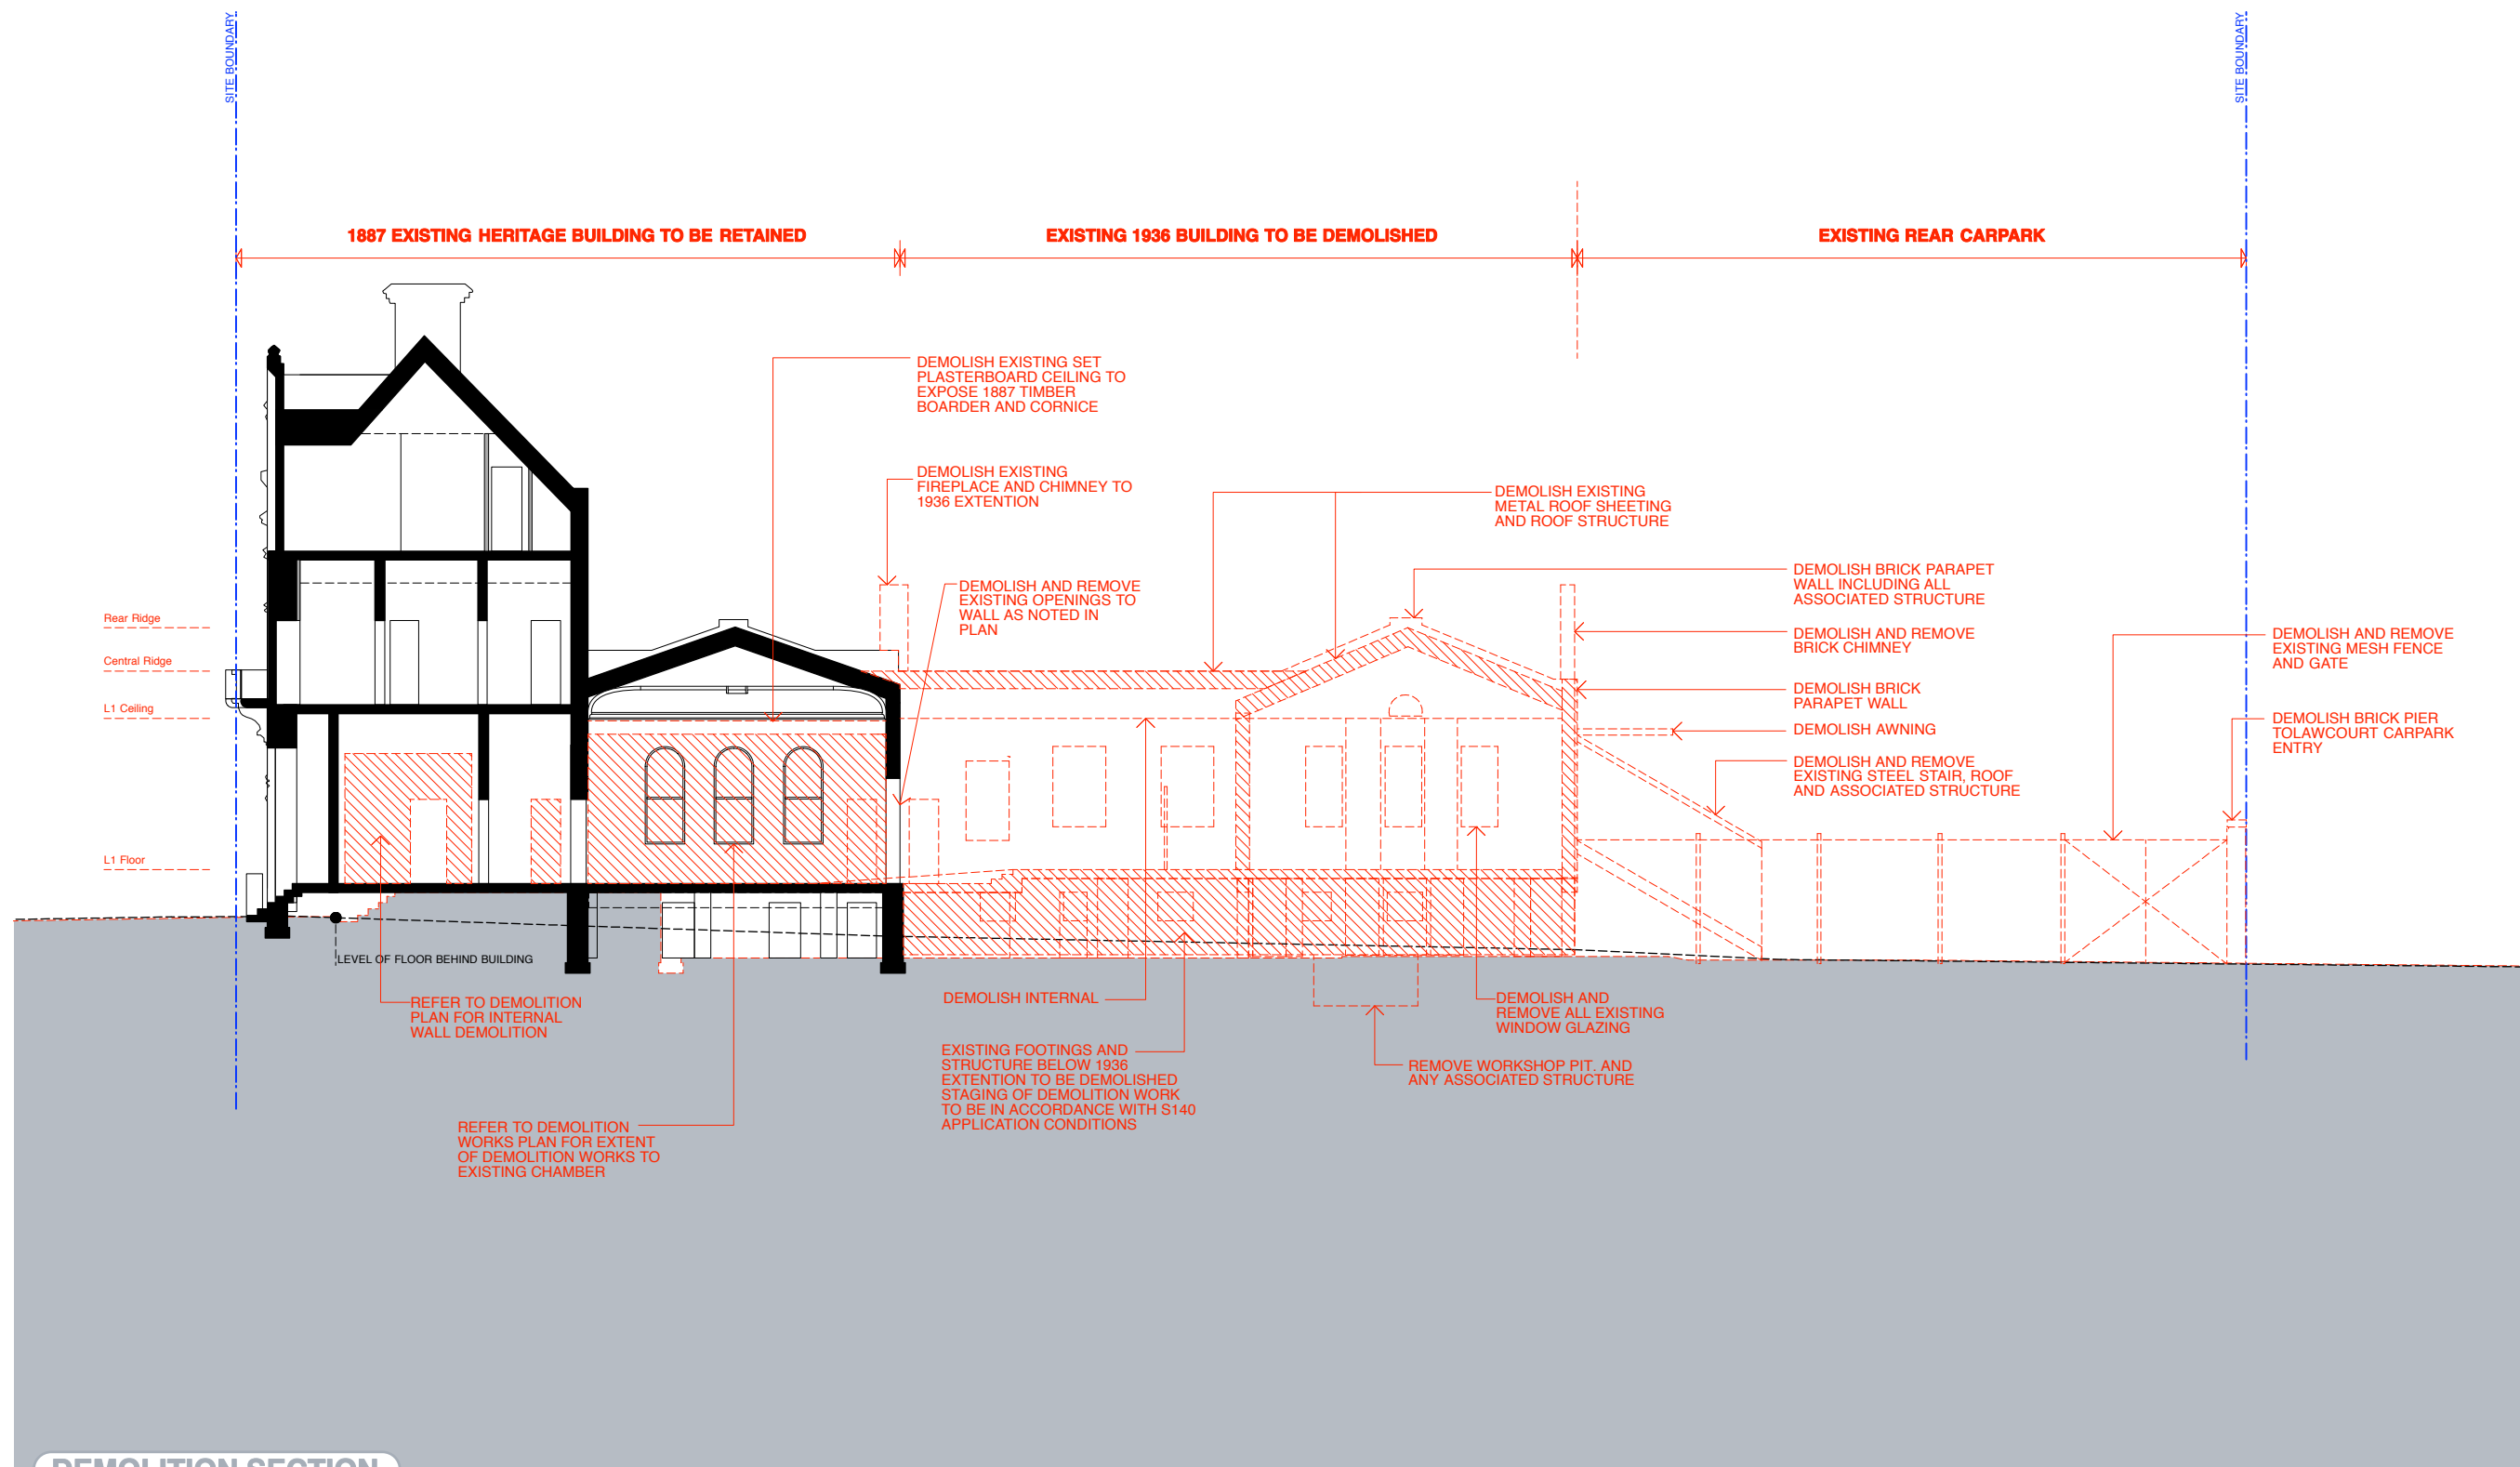 SITE BOUNDARY
SITE BOUNDARY
1887 EXISTING HERITAGE BUILDING TO BE RETAINED
EXISTING 1936 BUILDING TO BE DEMOLISHED
EXISTING REAR CARPARK
DEMOLISH EXISTING SET
PLASTERBOARD CEILING TO
EXPOSE 1887 TIMBER
BOARDER AND CORNICE
DEMOLISH EXISTING
FIREPLACE AND CHIMNEY TO
1936 EXTENTION
DEMOLISH EXISTING
METAL ROOF SHEETING
AND ROOF STRUCTURE
DEMOLISH AND REMOVE
EXISTING OPENINGS TO
WALL AS NOTED IN
PLAN
DEMOLISH BRICK PARAPET
WALL INCLUDING ALL
ASSOCIATED STRUCTURE
DEMOLISH AND REMOVE
BRICK CHIMNEY
DEMOLISH BRICK
PARAPET WALL
DEMOLISH AWNING
DEMOLISH AND REMOVE
EXISTING STEEL STAIR, ROOF
AND ASSOCIATED STRUCTURE
DEMOLISH AND REMOVE
EXISTING MESH FENCE
AND GATE
DEMOLISH BRICK PIER
TOLAWCOURT CARPARK
ENTRY
Rear Ridge
Central Ridge
L1 Ceiling
L1 Floor
LEVEL OF FLOOR BEHIND BUILDING
REFER TO DEMOLITION
PLAN FOR INTERNAL
WALL DEMOLITION
DEMOLISH INTERNAL
DEMOLISH AND
REMOVE ALL EXISTING
WINDOW GLAZING
EXISTING FOOTINGS AND
STRUCTURE BELOW 1936
EXTENTION TO BE DEMOLISHED
STAGING OF DEMOLITION WORK
TO BE IN ACCORDANCE WITH S140
APPLICATION CONDITIONS
REMOVE WORKSHOP PIT. AND
ANY ASSOCIATED STRUCTURE
REFER TO DEMOLITION
WORKS PLAN FOR EXTENT
OF DEMOLITION WORKS TO
EXISTING CHAMBER
DEMOLITION SECTION